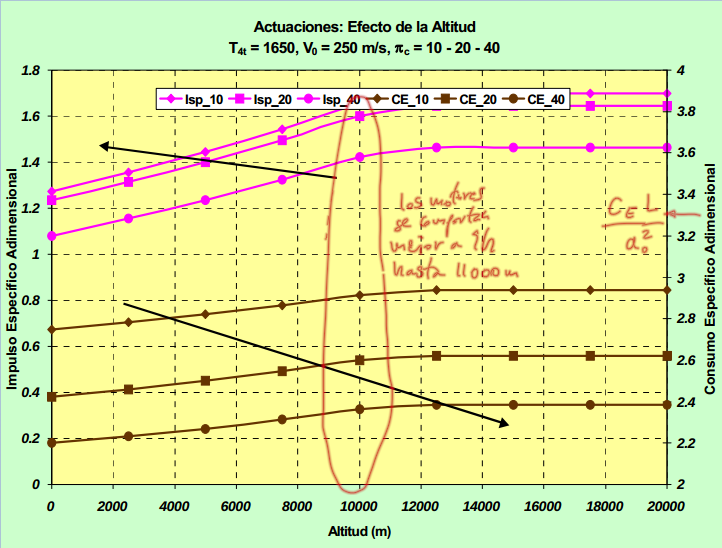 Actuaciones: Efecto de la Altitud
T4t = 1650, V0 = 250 m/s, πc = 10 - 20 - 40
Isp_10 Isp_20 Isp_40 CE_10 CE_20 CE_40
1.8
1.6
1.4
1.2
1
0.8
0.6
0.4
0.2
0
Impulso Específico Adimensional
4
3.8
3.6
3.4
3.2
3
2.8
2.6
2.4
2.2
2
Consumo Específico Adimensional
los motores
se comportan
mejor a ↑h
hasta 11000m
CE L
a0²
0 2000 4000 6000 8000 10000 12000 14000 16000 18000 20000
Altitud (m)